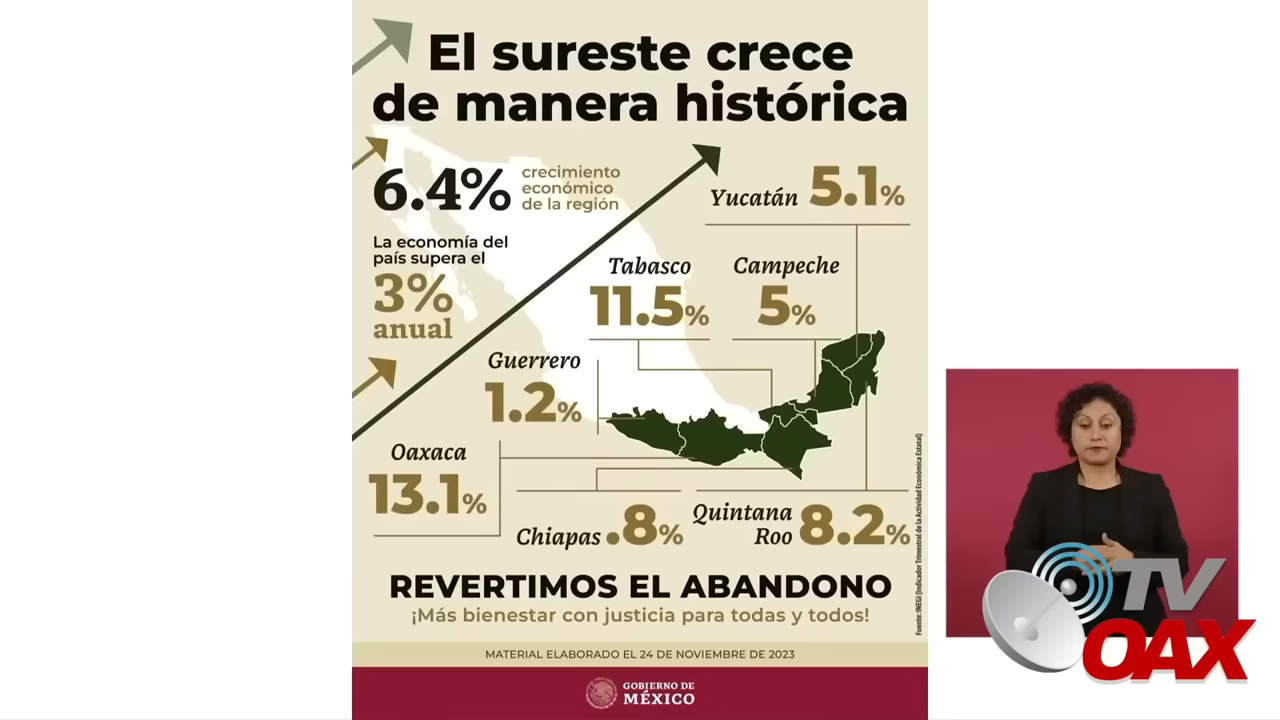 El sureste crece
de manera histórica
6.4% crecimiento
económico
de la región
La economía del
país supera el
3%
anual
Yucatán 5.1%
Tabasco
11.5%
Campeche
5%
Guerrero
1.2%
Oaxaca
13.1%
Chiapas .8%
Quintana
Roo 8.2%
Fuente: INEGI (Indicador Trimestral de la Actividad Económica Estatal)
REVERTIMOS EL ABANDONO
¡Más bienestar con justicia para todas y todos!
MATERIAL ELABORADO EL 24 DE NOVIEMBRE DE 2023
GOBIERNO DE
MÉXICO
TV
OAX